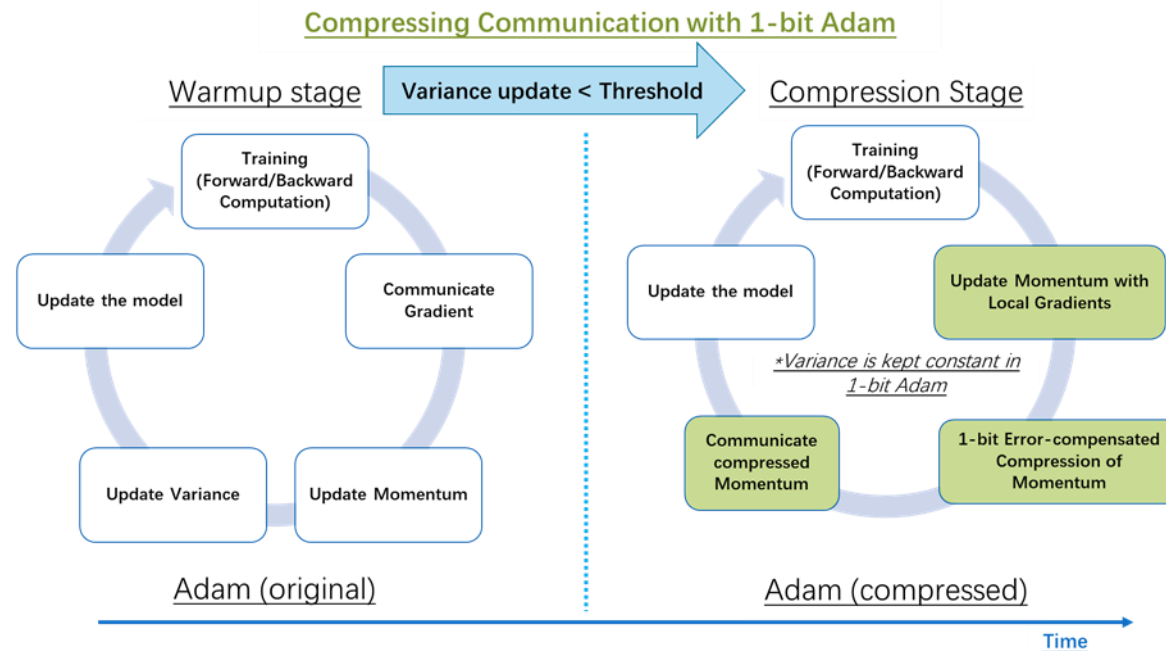 Compressing Communication with 1-bit Adam
Warmup stage
Variance update < Threshold
Compression Stage
Training
(Forward/Backward
Computation)
Communicate
Gradient
Update Momentum
Update Variance
Update the model
Adam (original)
Training
(Forward/Backward
Computation)
Update Momentum with
Local Gradients
1-bit Error-compensated
Compression of
Momentum
Communicate
compressed
Momentum
Update the model
*Variance is kept constant in
1-bit Adam
Adam (compressed)
Time